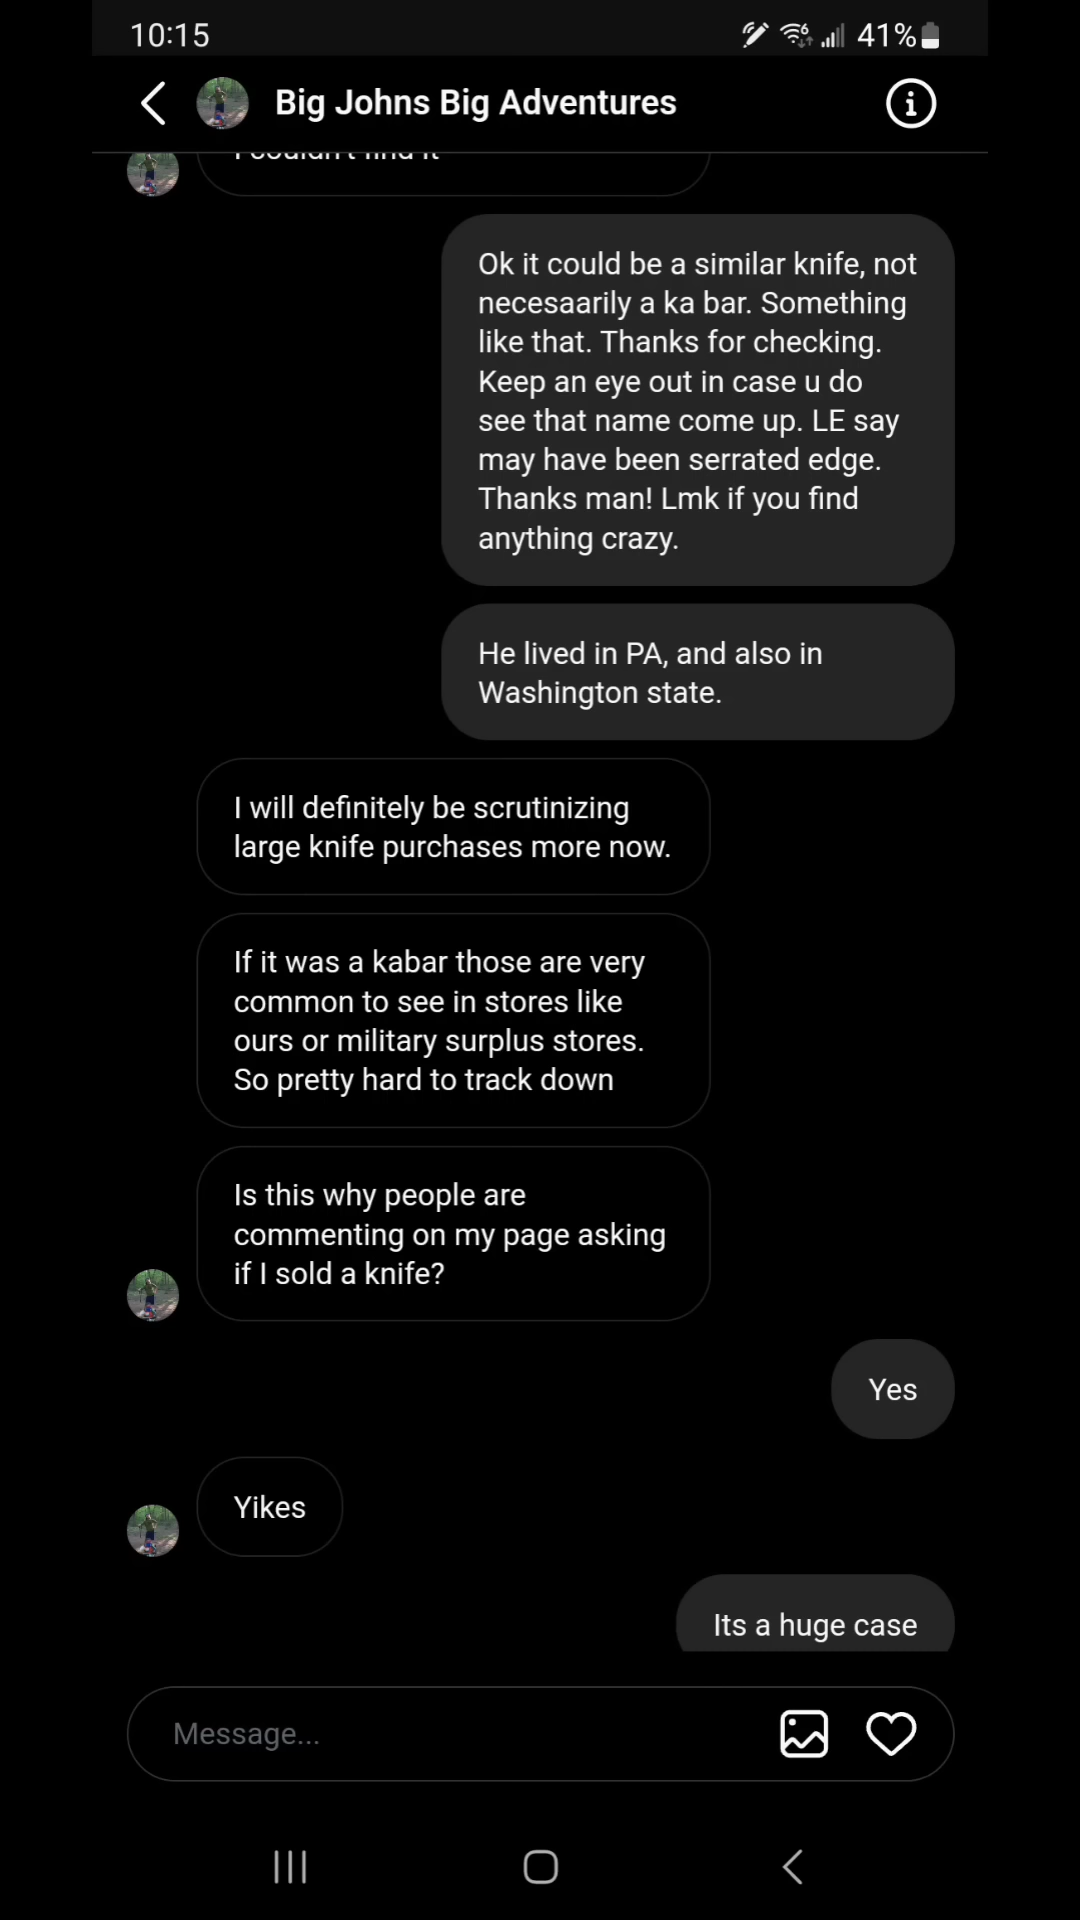 10:15
41%
Big Johns Big Adventures
I couldn't find it
Ok it could be a similar knife, not
necesaarily a ka bar. Something
like that. Thanks for checking.
Keep an eye out in case u do
see that name come up. LE say
may have been serrated edge.
Thanks man! Lmk if you find
anything crazy.
He lived in PA, and also in
Washington state.
I will definitely be scrutinizing
large knife purchases more now.
If it was a kabar those are very
common to see in stores like
ours or military surplus stores.
So pretty hard to track down
Is this why people are
commenting on my page asking
if I sold a knife?
Yes
Yikes
Its a huge case
Message...